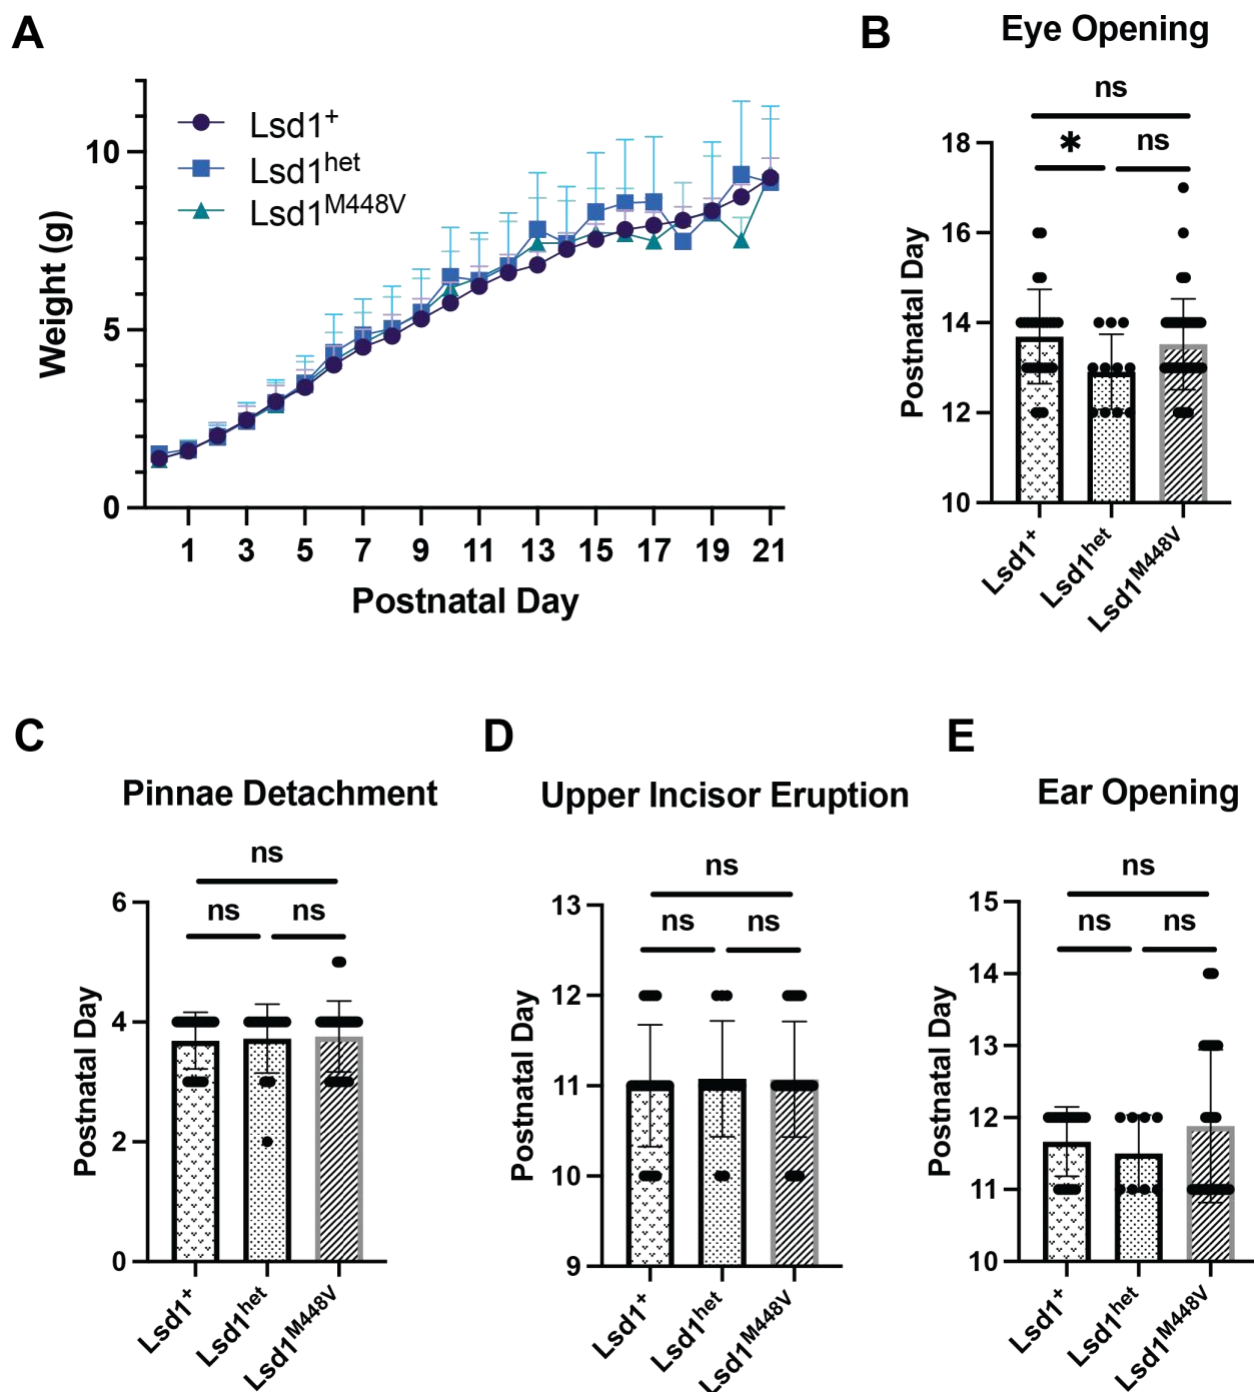 A
Lsd1+
Lsd1het
Lsd1M448V
10
5
0
Weight (g)
1 3 5 7 9 11 13 15 17 19 21
Postnatal Day
B
Eye Opening
ns
* ns
18
16
14
12
10
Postnatal Day
Lsd1+ Lsd1het Lsd1M448V
C
Pinnae Detachment
ns
ns ns
6
4
2
0
Postnatal Day
Lsd1+ Lsd1het Lsd1M448V
D
Upper Incisor Eruption
ns
ns ns
13
12
11
10
9
Postnatal Day
Lsd1+ Lsd1het Lsd1M448V
E
Ear Opening
ns
ns ns
15
14
13
12
11
10
Postnatal Day
Lsd1+ Lsd1het Lsd1M448V